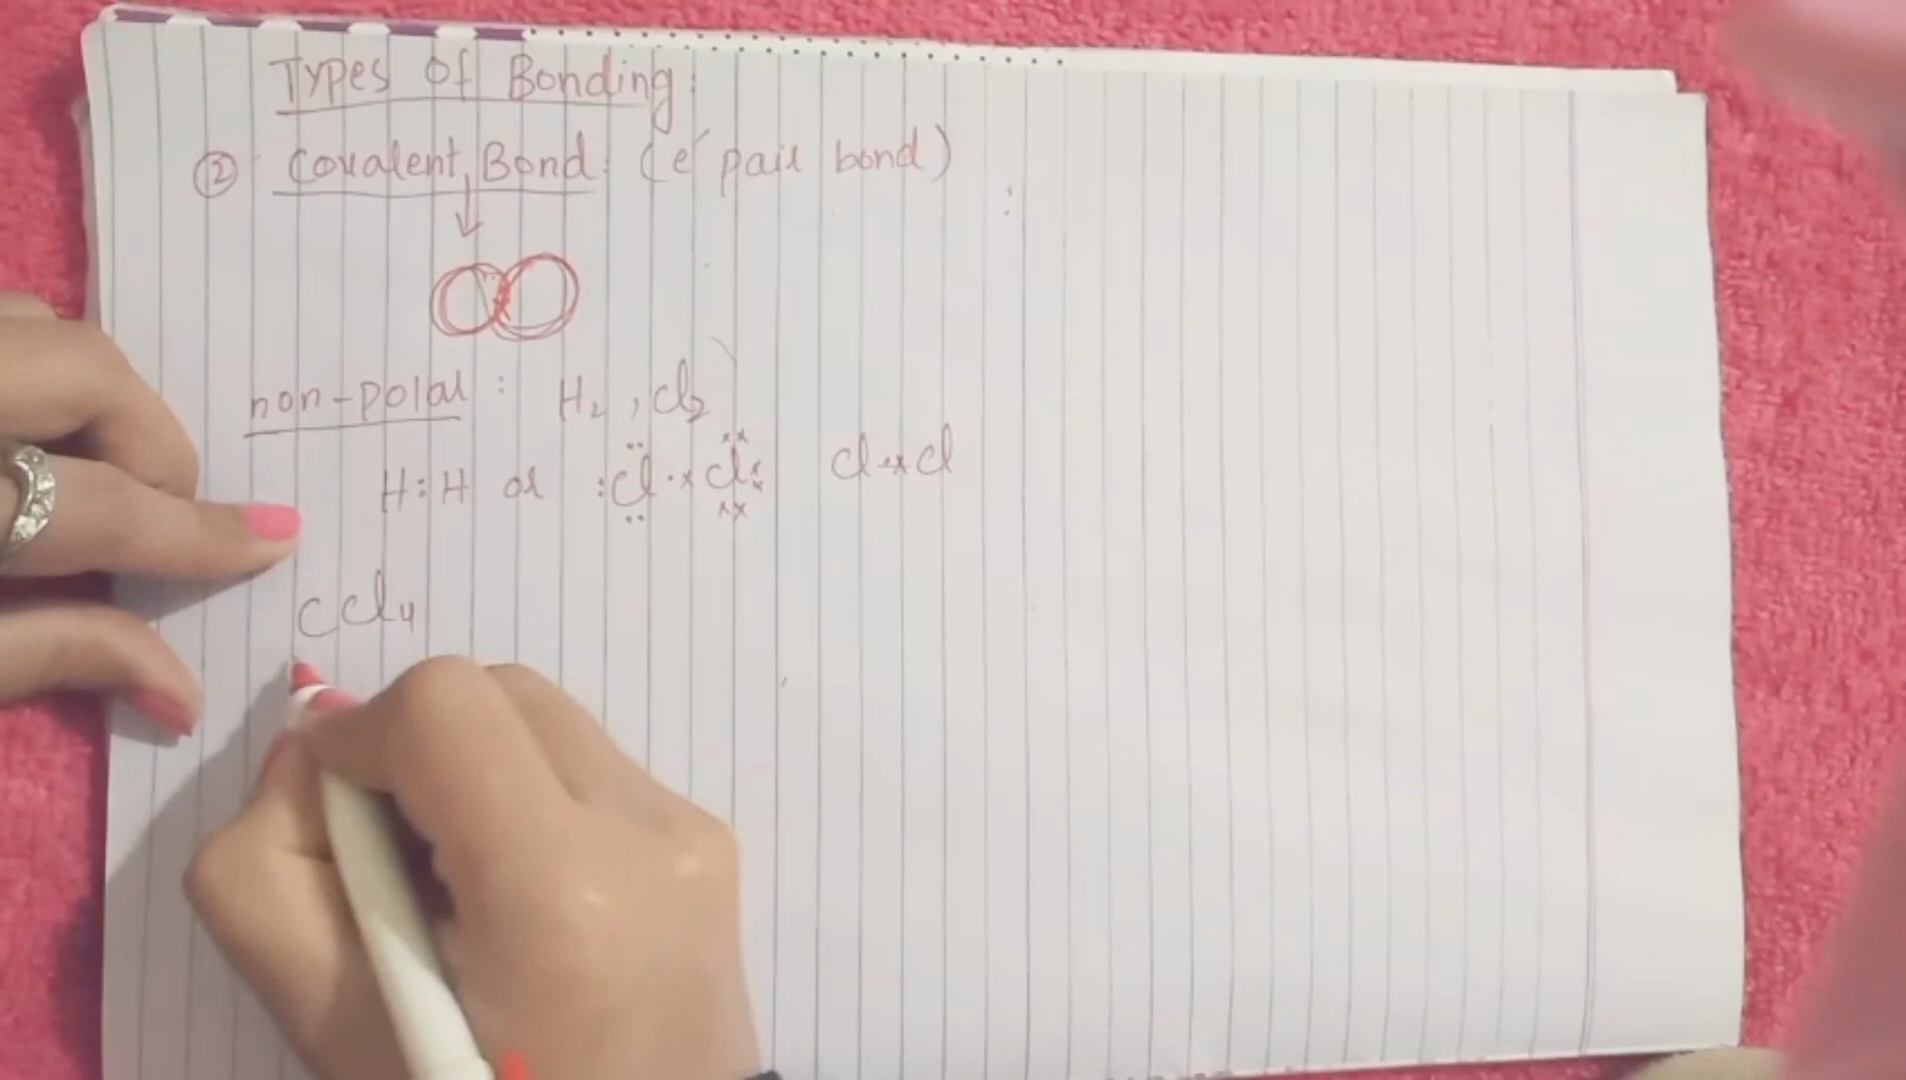 Types of Bonding:
② Covalent Bond: (e⁻ pair bond)
non-polar : H₂, Cl₂
H:H or :Cl·x Cl Cl·x Cl
CCl₄